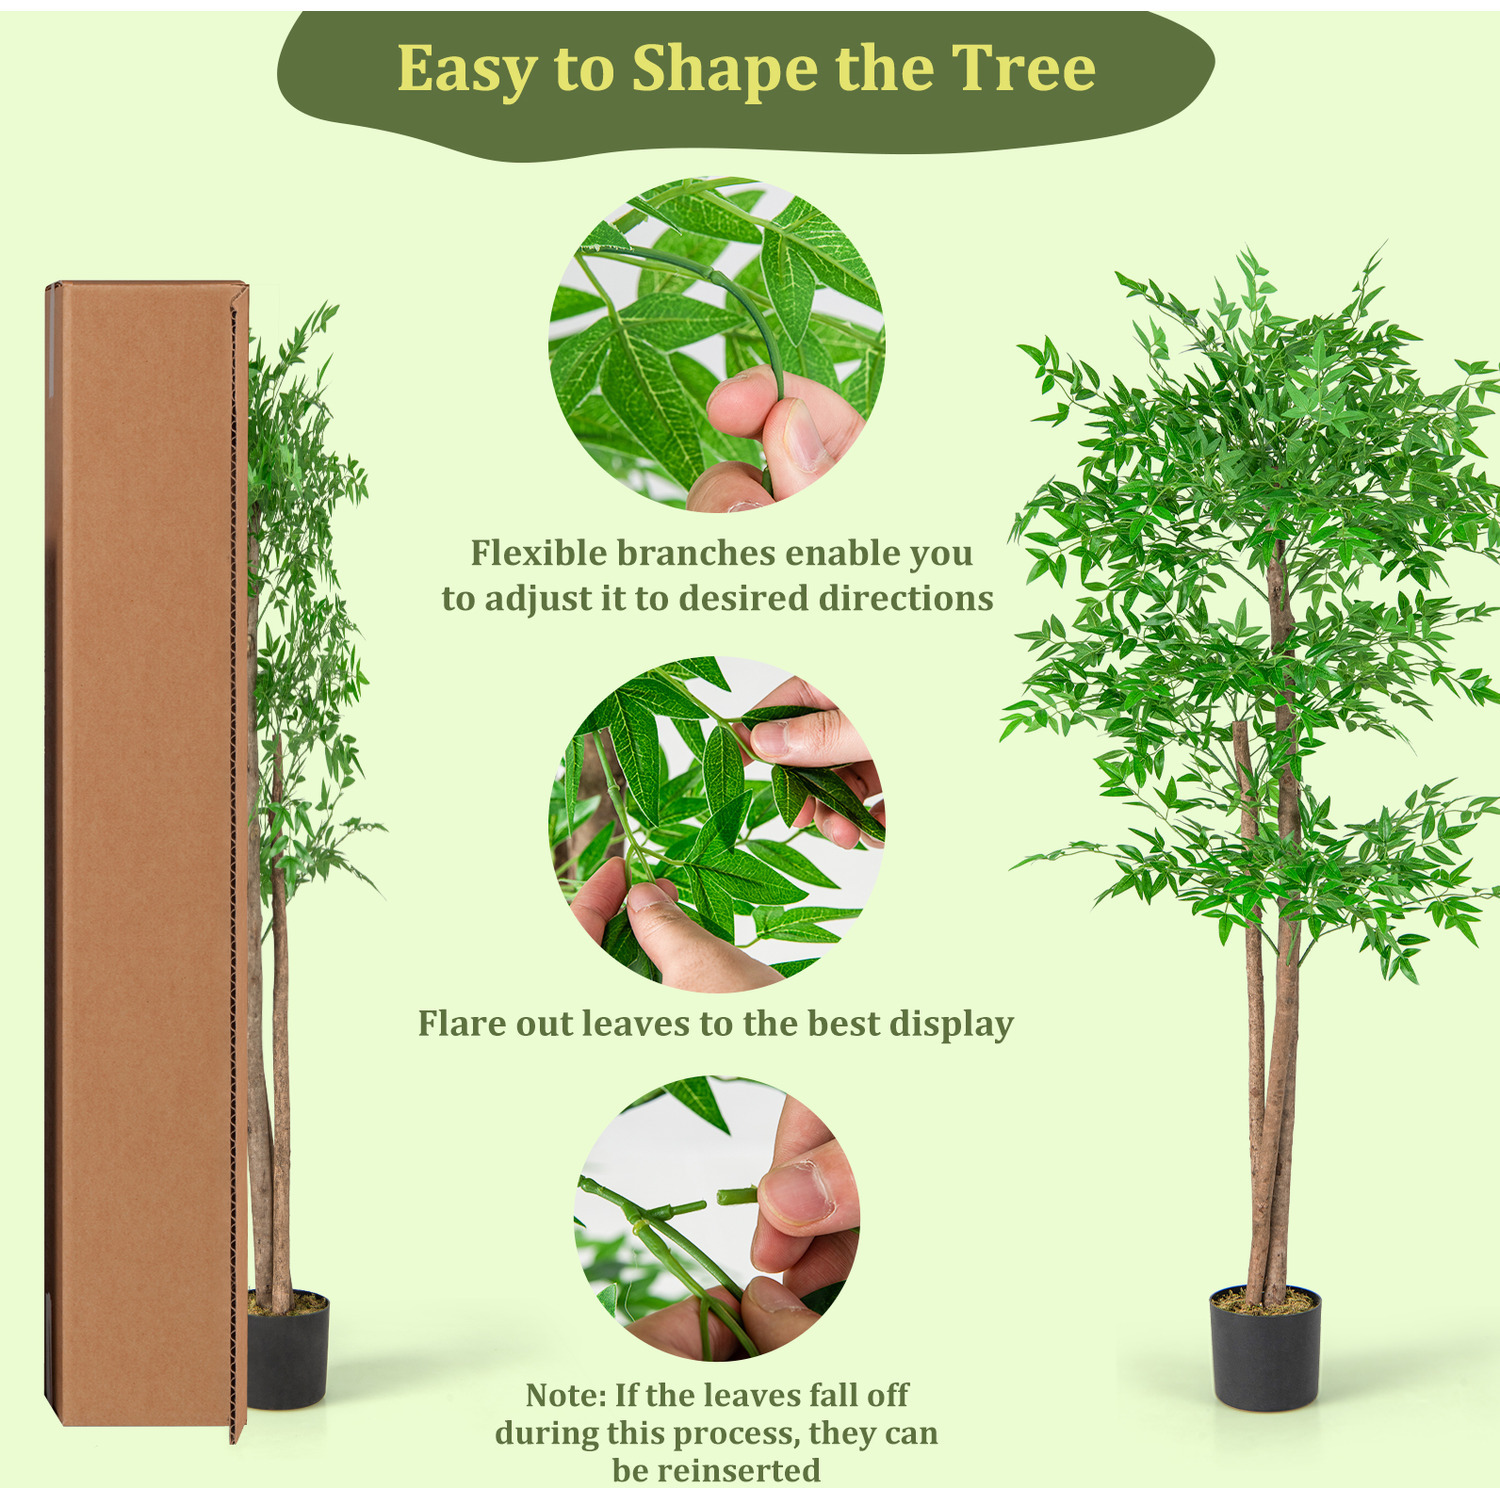 Easy to Shape the Tree
Flexible branches enable you
to adjust it to desired directions
Flare out leaves to the best display
Note: If the leaves fall off
during this process, they can
be reinserted